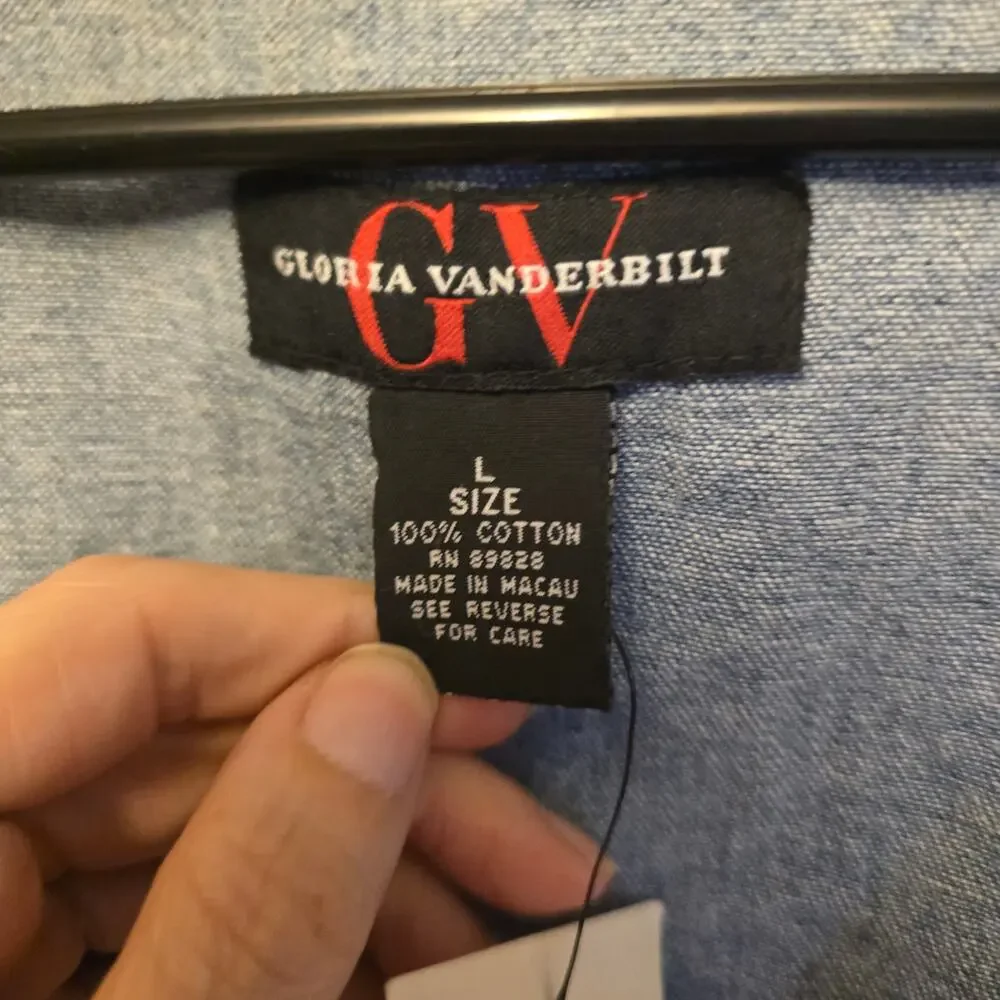 GV
GLORIA VANDERBILT
L
SIZE
100% COTTON
RN 89828
MADE IN MACAU
SEE REVERSE
FOR CARE